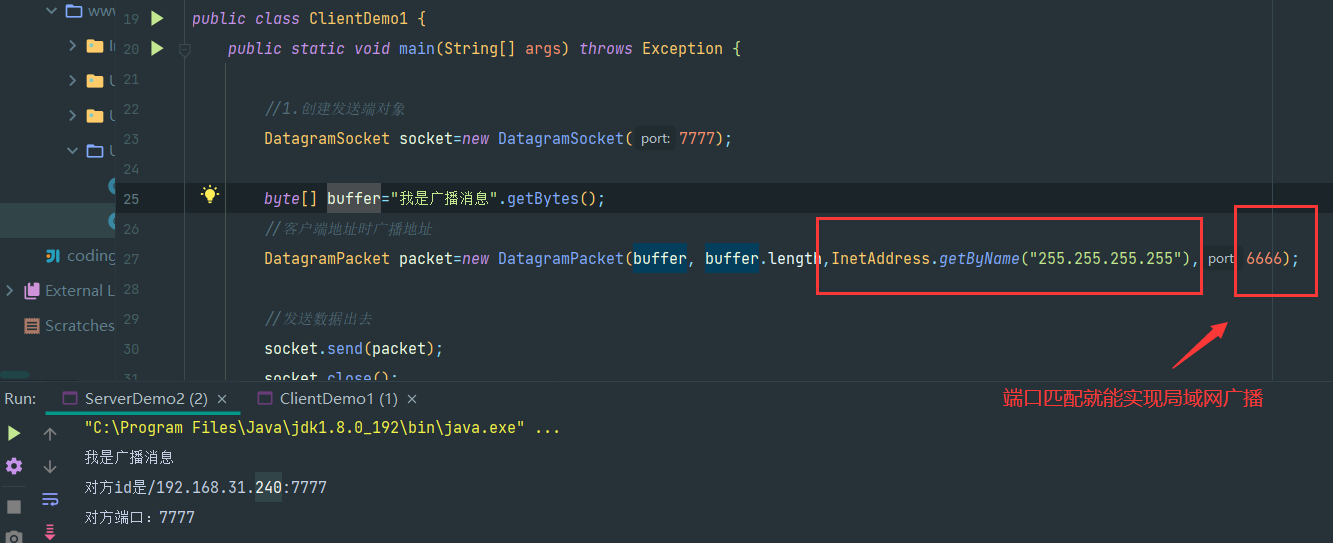 www
19 public class ClientDemo1 {
20 public static void main(String[] args) throws Exception {
21
22 //1.创建发送端对象
23 DatagramSocket socket=new DatagramSocket( port: 7777);
24
25 byte[] buffer="我是广播消息".getBytes();
26 //客户端地址时广播地址
27 DatagramPacket packet=new DatagramPacket(buffer, buffer.length,InetAddress.getByName("255.255.255.255"), port 6666);
28
29 //发送数据出去
30 socket.send(packet);
31 socket.close();
coding
External L
Scratches
端口匹配就能实现局域网广播
Run: ServerDemo2 (2) × ClientDemo1 (1) ×
"C:\Program Files\Java\jdk1.8.0_192\bin\java.exe" ...
我是广播消息
对方id是/192.168.31.240:7777
对方端口：7777